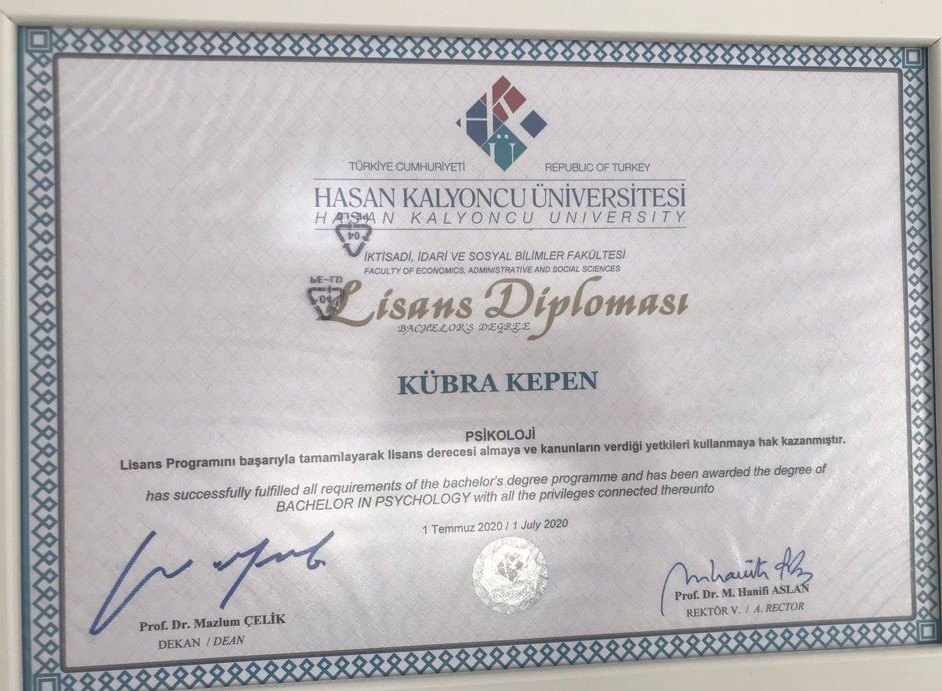 TÜRKİYE CUMHURİYETİ REPUBLIC OF TURKEY
HASAN KALYONCU ÜNİVERSİTESİ
HASAN KALYONCU UNIVERSITY
04
İKTİSADİ, İDARİ VE SOSYAL BİLİMLER FAKÜLTESİ
FACULTY OF ECONOMICS, ADMINISTRATIVE AND SOCIAL SCIENCES
Lisans Diploması
BACHELOR'S DEGREE
KÜBRA KEPEN
PSİKOLOJİ
Lisans Programını başarıyla tamamlayarak lisans derecesi almaya ve kanunların verdiği yetkileri kullanmaya hak kazanmıştır.
has successfully fulfilled all requirements of the bachelor's degree programme and has been awarded the degree of
BACHELOR IN PSYCHOLOGY with all the privileges connected thereunto
1 Temmuz 2020 / 1 July 2020
Prof. Dr. Mazlum ÇELİK
DEKAN / DEAN
Prof. Dr. M. Hanifi ASLAN
REKTÖR V. / A. RECTOR